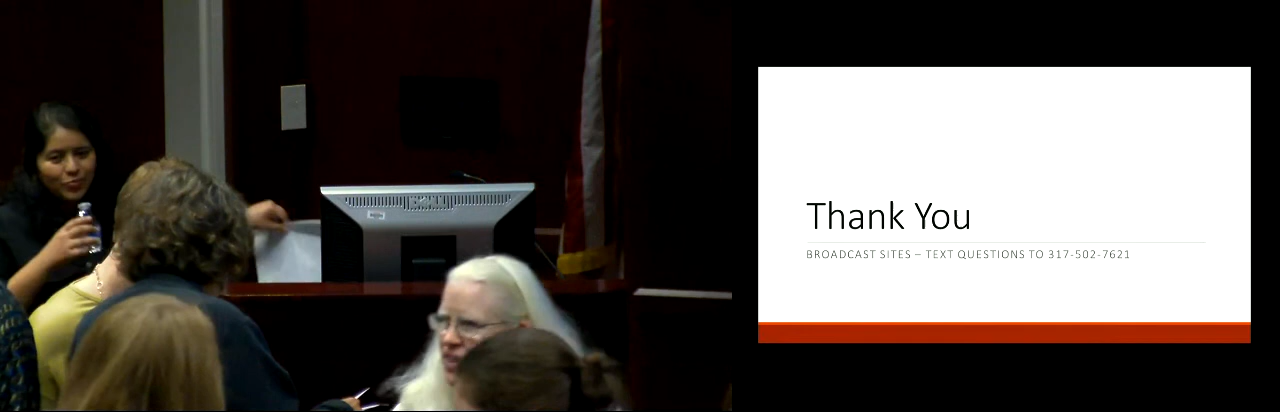 Thank You
BROADCAST SITES – TEXT QUESTIONS TO 317-502-7621